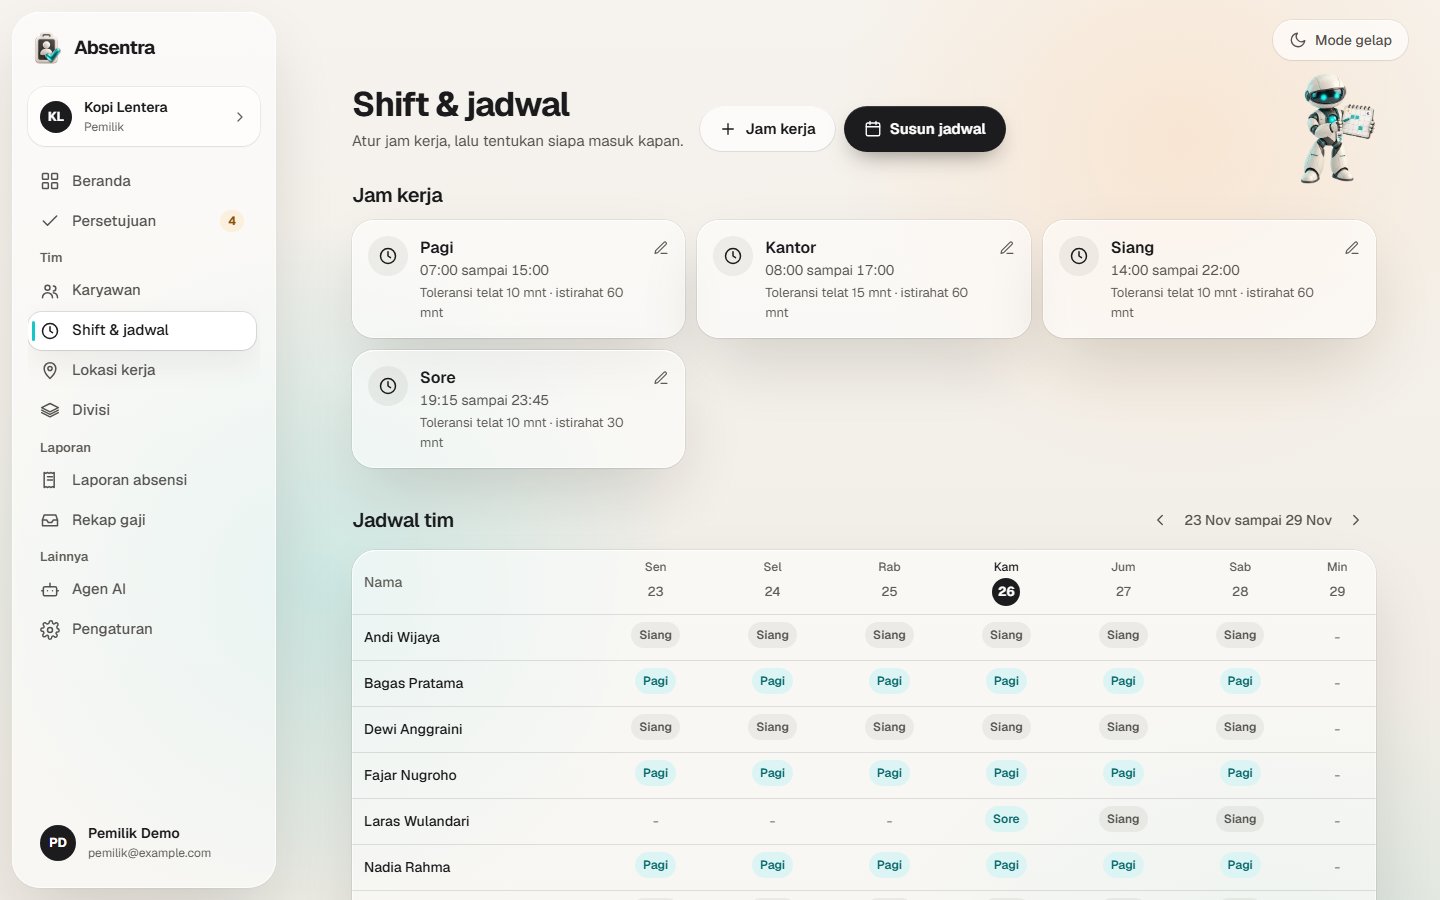 Absentra
KL
Kopi Lentera
Pemilik
Beranda
Persetujuan 4
Tim
Karyawan
Shift & jadwal
Lokasi kerja
Divisi
Laporan
Laporan absensi
Rekap gaji
Lainnya
Agen AI
Pengaturan
PD
Pemilik Demo
pemilik@example.com
Mode gelap
Shift & jadwal
Atur jam kerja, lalu tentukan siapa masuk kapan.
Jam kerja
Susun jadwal
Jam kerja
Pagi
07:00 sampai 15:00
Toleransi telat 10 mnt · istirahat 60
mnt
Kantor
08:00 sampai 17:00
Toleransi telat 15 mnt · istirahat 60
mnt
Siang
14:00 sampai 22:00
Toleransi telat 10 mnt · istirahat 60
mnt
Sore
19:15 sampai 23:45
Toleransi telat 10 mnt · istirahat 30
mnt
Jadwal tim
23 Nov sampai 29 Nov
Nama Sen 23 Sel 24 Rab 25 Kam 26 Jum 27 Sab 28 Min 29
Andi Wijaya Siang Siang Siang Siang Siang Siang -
Bagas Pratama Pagi Pagi Pagi Pagi Pagi Pagi -
Dewi Anggraini Siang Siang Siang Siang Siang Siang -
Fajar Nugroho Pagi Pagi Pagi Pagi Pagi Pagi -
Laras Wulandari - - - Sore Siang Siang -
Nadia Rahma Pagi Pagi Pagi Pagi Pagi Pagi -